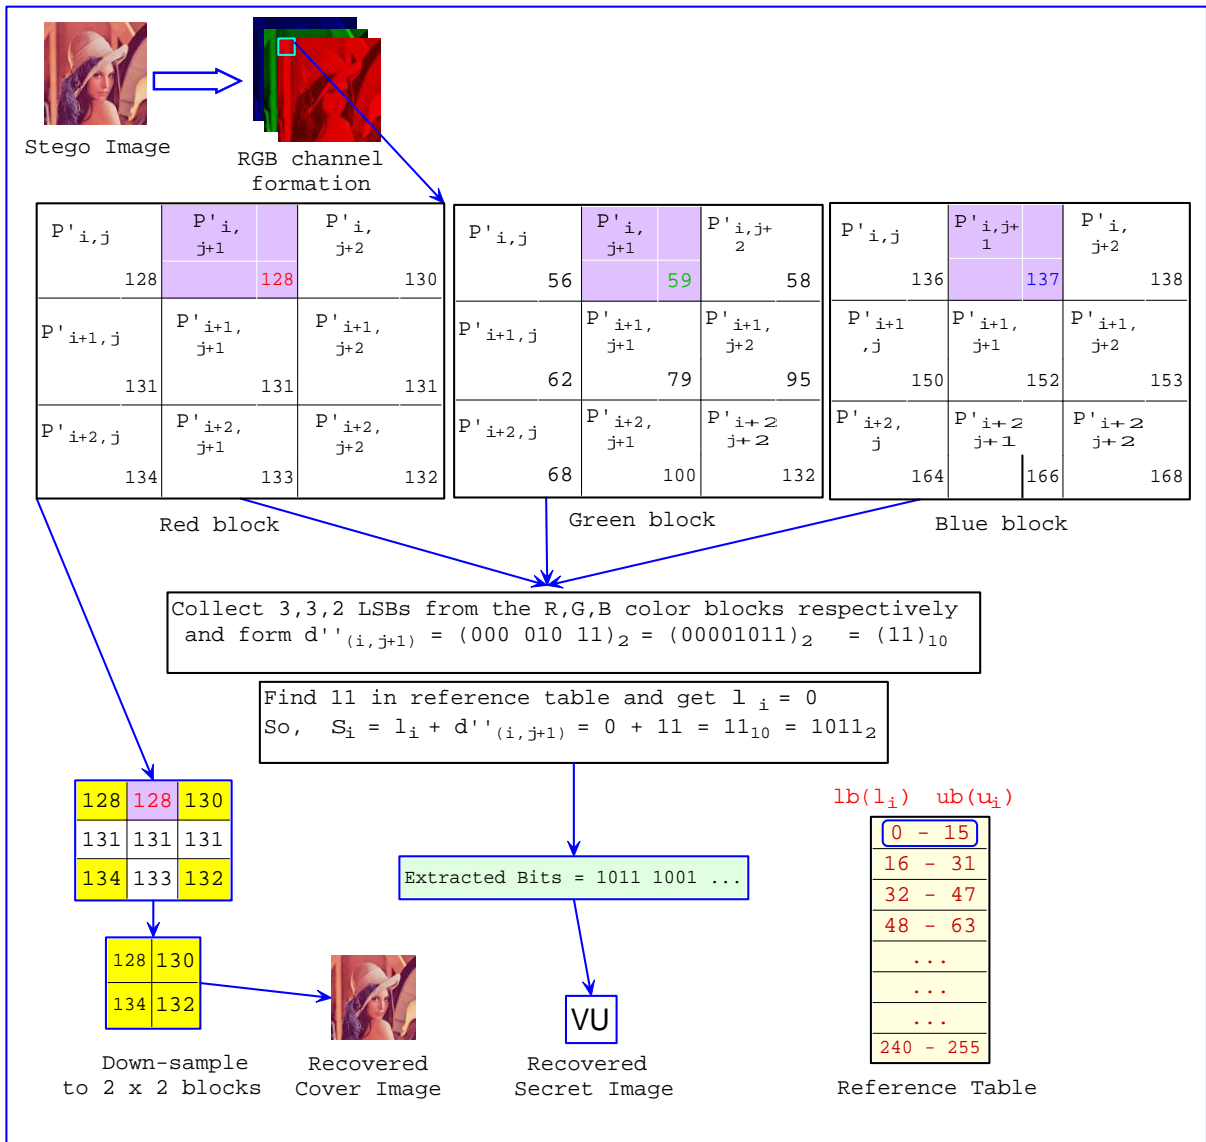 Stego Image
RGB channel
formation
P'i,j
128
P'i,
j+1
128
P'i,
j+2
130
P'i+1,j
131
P'i+1,
j+1
131
P'i+1,
j+2
131
P'i+2,j
134
P'i+2,
j+1
133
P'i+2,
j+2
132
Red block
P'i,j
56
P'i,
j+1
59
P'i,j+
2
58
P'i+1,j
62
P'i+1,
j+1
79
P'i+1,
j+2
95
P'i+2,j
68
P'i+2,
j+1
100
P'i+2
j+2
132
Green block
P'i,j
136
P'i,j+
1
137
P'i,
j+2
138
P'i+1
,j
150
P'i+1,
j+1
152
P'i+1,
j+2
153
P'i+2,
j
164
P'i+2
j+1
166
P'i+2
j+2
168
Blue block
Collect 3,3,2 LSBs from the R,G,B color blocks respectively
and form d''(i,j+1) = (000 010 11)2 = (00001011)2 = (11)10
Find 11 in reference table and get l i = 0
So, Si = li + d''(i,j+1) = 0 + 11 = 1110 = 10112
128 128 130
131 131 131
134 133 132
128 130
134 132
Down-sample
to 2 x 2 blocks
Recovered
Cover Image
Extracted Bits = 1011 1001 ...
VU
Recovered
Secret Image
lb(li) ub(ui)
0 - 15
16 - 31
32 - 47
48 - 63
...
...
...
240 - 255
Reference Table